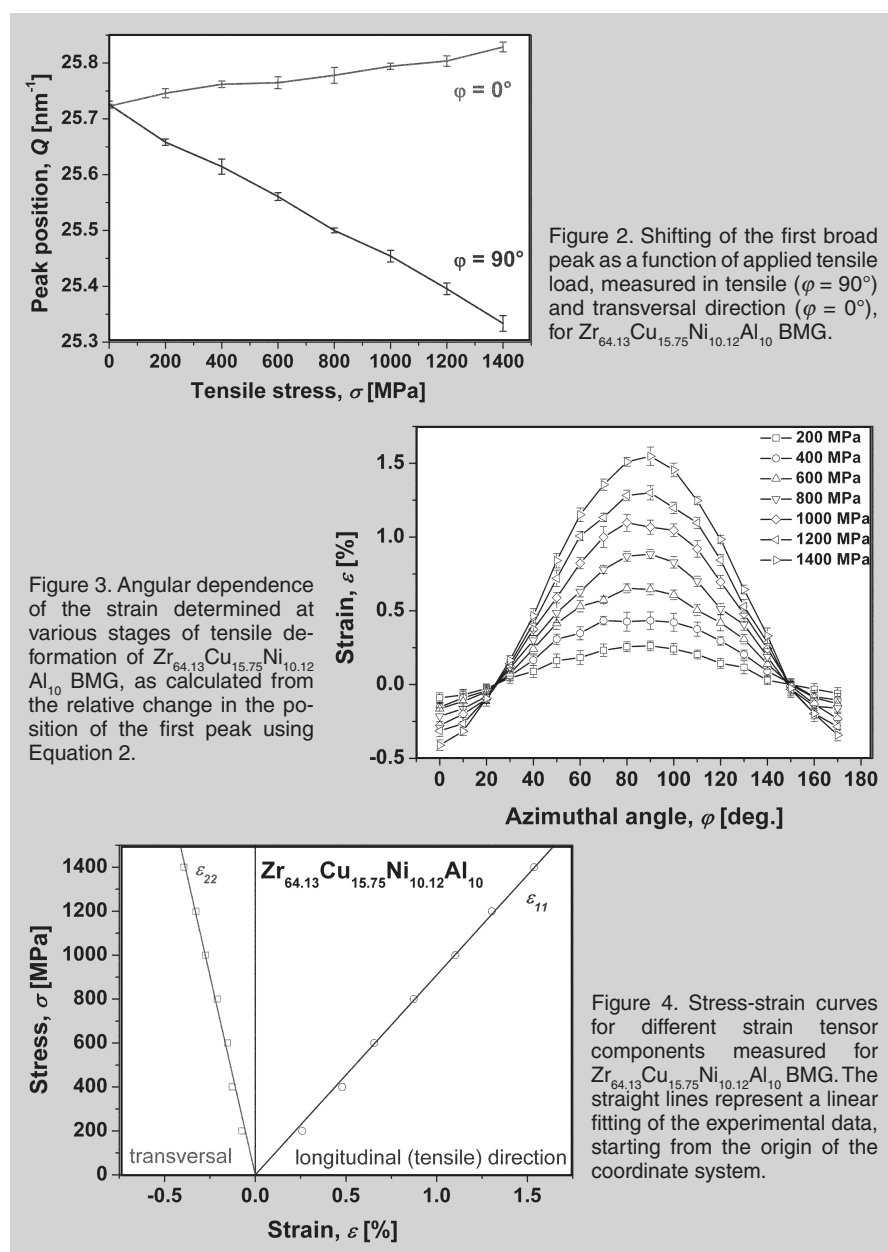 25.8
25.7
25.6
25.5
25.4
25.3
Peak position, Q [nm⁻¹]
φ = 0°
φ = 90°
0 200 400 600 800 1000 1200 1400
Tensile stress, σ [MPa]
Figure 2. Shifting of the first broad
peak as a function of applied tensile
load, measured in tensile (φ = 90°)
and transversal direction (φ = 0°),
for Zr₆₄.₁₃Cu₁₅.₇₅Ni₁₀.₁₂Al₁₀ BMG.
1.5
1.0
0.5
0.0
-0.5
Strain, ε [%]
200 MPa
400 MPa
600 MPa
800 MPa
1000 MPa
1200 MPa
1400 MPa
0 20 40 60 80 100 120 140 160 180
Azimuthal angle, φ [deg.]
Figure 3. Angular dependence
of the strain determined at
various stages of tensile de-
formation of Zr₆₄.₁₃Cu₁₅.₇₅Ni₁₀.₁₂
Al₁₀ BMG, as calculated from
the relative change in the po-
sition of the first peak using
Equation 2.
1400
1200
1000
800
600
400
200
0
Stress, σ [MPa]
ε₂₂
Zr₆₄.₁₃Cu₁₅.₇₅Ni₁₀.₁₂Al₁₀
ε₁₁
transversal
longitudinal (tensile) direction
-0.5 0.0 0.5 1.0 1.5
Strain, ε [%]
Figure 4. Stress-strain curves
for different strain tensor
components measured for
Zr₆₄.₁₃Cu₁₅.₇₅Ni₁₀.₁₂Al₁₀ BMG. The
straight lines represent a linear
fitting of the experimental data,
starting from the origin of the
coordinate system.